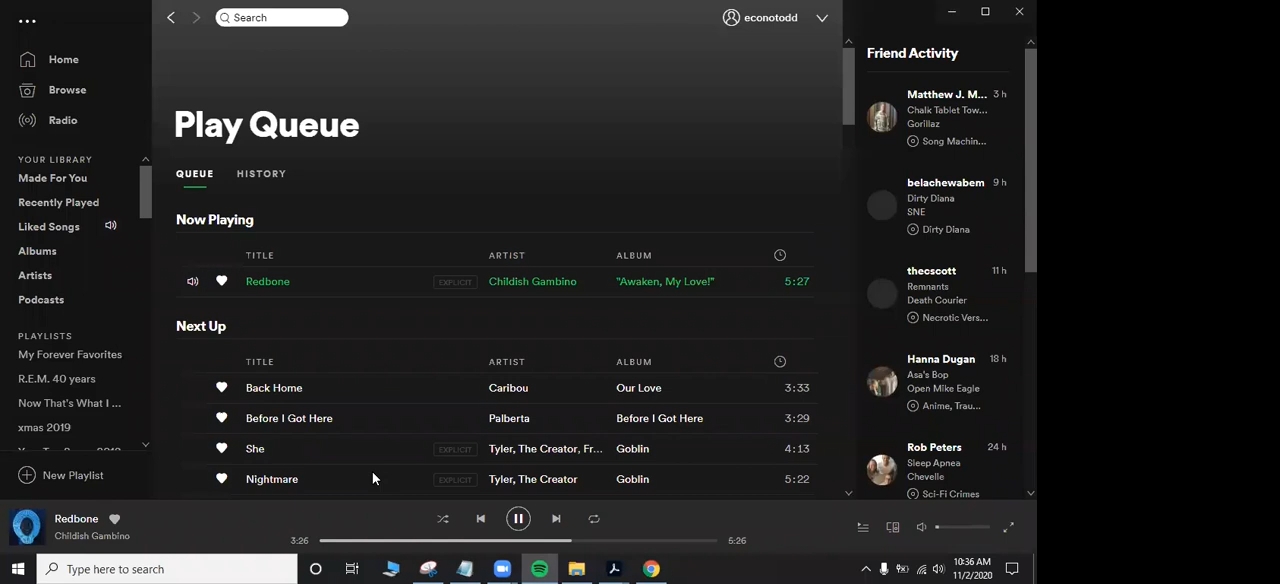 Search
econotodd
Home
Browse
Radio
YOUR LIBRARY
Made For You
Recently Played
Liked Songs
Albums
Artists
Podcasts
PLAYLISTS
My Forever Favorites
R.E.M. 40 years
Now That's What I ...
xmas 2019
New Playlist
Play Queue
QUEUE HISTORY
Now Playing
TITLE ARTIST ALBUM
Redbone EXPLICIT Childish Gambino "Awaken, My Love!" 5:27
Next Up
TITLE ARTIST ALBUM
Back Home Caribou Our Love 3:33
Before I Got Here Palberta Before I Got Here 3:29
She EXPLICIT Tyler, The Creator, Fr... Goblin 4:13
Nightmare EXPLICIT Tyler, The Creator Goblin 5:22
Friend Activity
Matthew J. M... 3 h
Chalk Tablet Tow...
Gorillaz
Song Machin...
belachewabem 9 h
Dirty Diana
SNE
Dirty Diana
thecscott 11 h
Remnants
Death Courier
Necrotic Vers...
Hanna Dugan 18 h
Asa's Bop
Open Mike Eagle
Anime, Trau...
Rob Peters 24 h
Sleep Apnea
Chevelle
Sci-Fi Crimes
Redbone
Childish Gambino
3:26 5:26
Type here to search
10:36 AM
11/2/2020